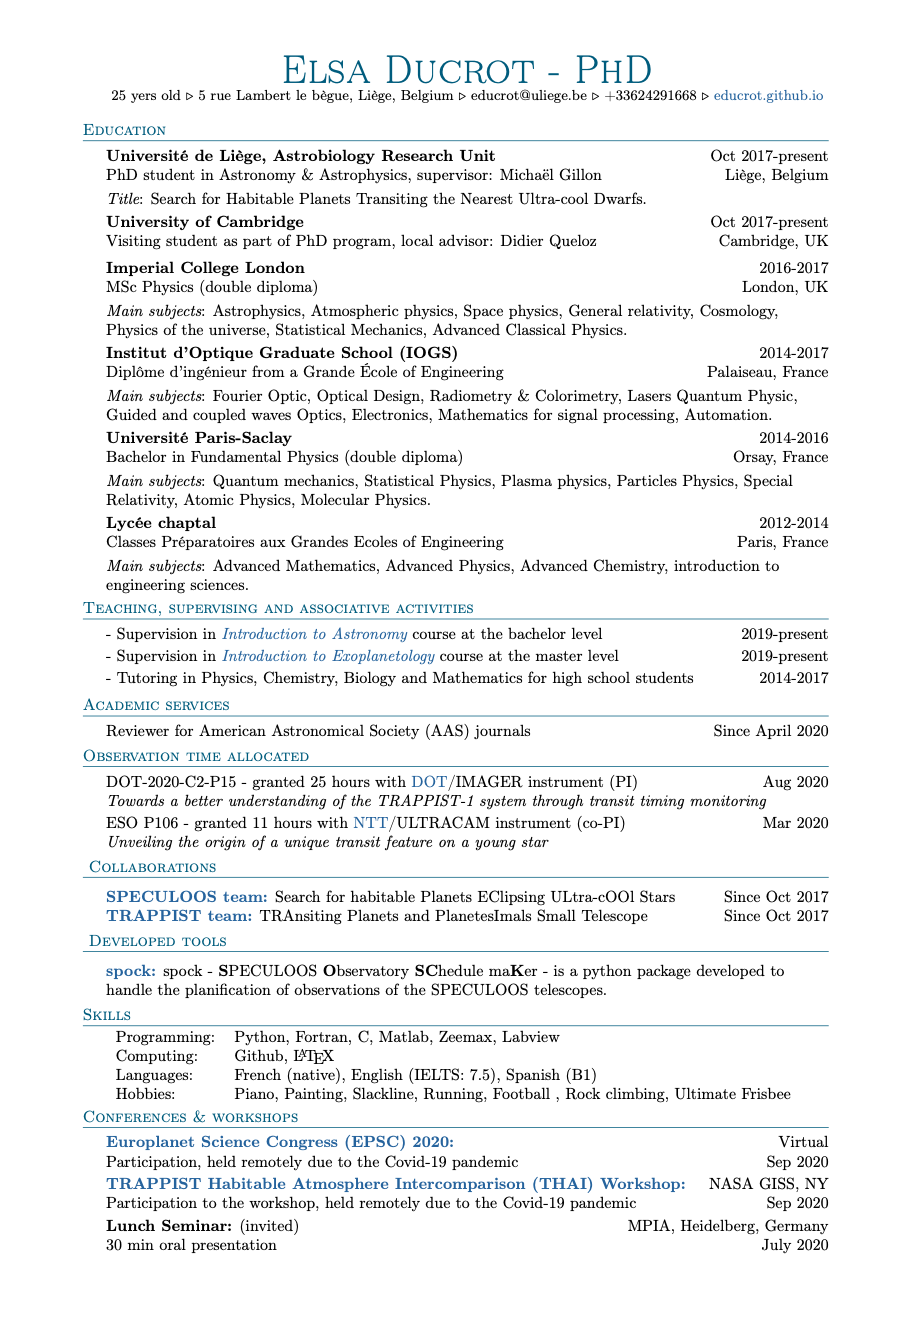 Elsa Ducrot - PhD
25 yers old ▷ 5 rue Lambert le bègue, Liège, Belgium ▷ educrot@uliege.be ▷ +33624291668 ▷ educrot.github.io
Education
Université de Liège, Astrobiology Research Unit Oct 2017-present
PhD student in Astronomy & Astrophysics, supervisor: Michaël Gillon Liège, Belgium
Title: Search for Habitable Planets Transiting the Nearest Ultra-cool Dwarfs.
University of Cambridge Oct 2017-present
Visiting student as part of PhD program, local advisor: Didier Queloz Cambridge, UK
Imperial College London 2016-2017
MSc Physics (double diploma) London, UK
Main subjects: Astrophysics, Atmospheric physics, Space physics, General relativity, Cosmology,
Physics of the universe, Statistical Mechanics, Advanced Classical Physics.
Institut d'Optique Graduate School (IOGS) 2014-2017
Diplôme d'ingénieur from a Grande École of Engineering Palaiseau, France
Main subjects: Fourier Optic, Optical Design, Radiometry & Colorimetry, Lasers Quantum Physic,
Guided and coupled waves Optics, Electronics, Mathematics for signal processing, Automation.
Université Paris-Saclay 2014-2016
Bachelor in Fundamental Physics (double diploma) Orsay, France
Main subjects: Quantum mechanics, Statistical Physics, Plasma physics, Particles Physics, Special
Relativity, Atomic Physics, Molecular Physics.
Lycée chaptal 2012-2014
Classes Préparatoires aux Grandes Ecoles of Engineering Paris, France
Main subjects: Advanced Mathematics, Advanced Physics, Advanced Chemistry, introduction to
engineering sciences.
Teaching, supervising and associative activities
- Supervision in Introduction to Astronomy course at the bachelor level 2019-present
- Supervision in Introduction to Exoplanetology course at the master level 2019-present
- Tutoring in Physics, Chemistry, Biology and Mathematics for high school students 2014-2017
Academic services
Reviewer for American Astronomical Society (AAS) journals Since April 2020
Observation time allocated
DOT-2020-C2-P15 - granted 25 hours with DOT/IMAGER instrument (PI) Aug 2020
Towards a better understanding of the TRAPPIST-1 system through transit timing monitoring
ESO P106 - granted 11 hours with NTT/ULTRACAM instrument (co-PI) Mar 2020
Unveiling the origin of a unique transit feature on a young star
Collaborations
SPECULOOS team: Search for habitable Planets EClipsing ULtra-cOOl Stars Since Oct 2017
TRAPPIST team: TRAnsiting Planets and PlanetesImals Small Telescope Since Oct 2017
Developed tools
spock: spock - SPECULOOS Observatory SChedule maKer - is a python package developed to
handle the planification of observations of the SPECULOOS telescopes.
Skills
Programming: Python, Fortran, C, Matlab, Zeemax, Labview
Computing: Github, LATEX
Languages: French (native), English (IELTS: 7.5), Spanish (B1)
Hobbies: Piano, Painting, Slackline, Running, Football , Rock climbing, Ultimate Frisbee
Conferences & workshops
Europlanet Science Congress (EPSC) 2020: Virtual
Participation, held remotely due to the Covid-19 pandemic Sep 2020
TRAPPIST Habitable Atmosphere Intercomparison (THAI) Workshop: NASA GISS, NY
Participation to the workshop, held remotely due to the Covid-19 pandemic Sep 2020
Lunch Seminar: (invited) MPIA, Heidelberg, Germany
30 min oral presentation July 2020